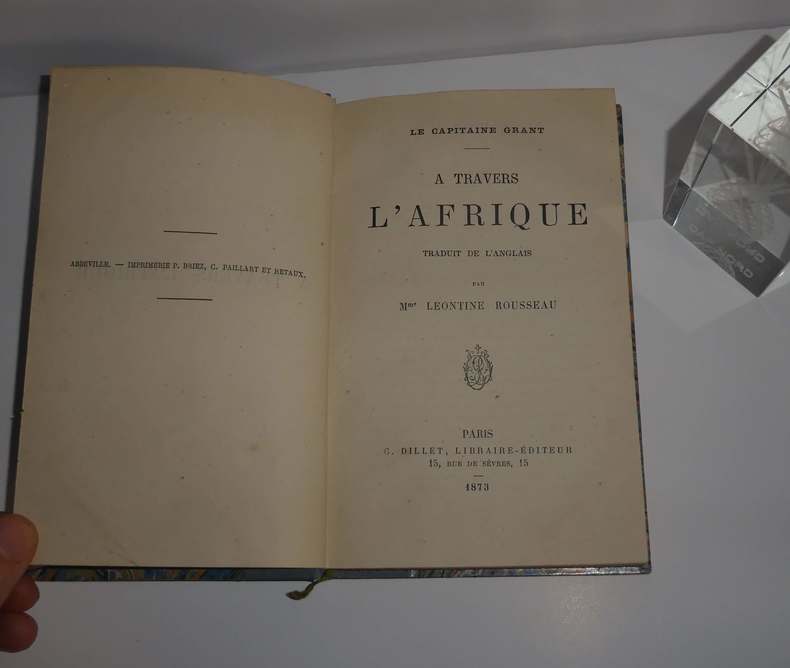 ABBEVILLE. — IMPRIMERIE P. BRIEZ, C. PAILLART ET RETAUX.
LE CAPITAINE GRANT
A TRAVERS
L'AFRIQUE
TRADUIT DE L'ANGLAIS
PAR
Mme LEONTINE ROUSSEAU
PARIS
C. DILLET, LIBRAIRE-ÉDITEUR
15, RUE DE SÈVRES, 15
1873